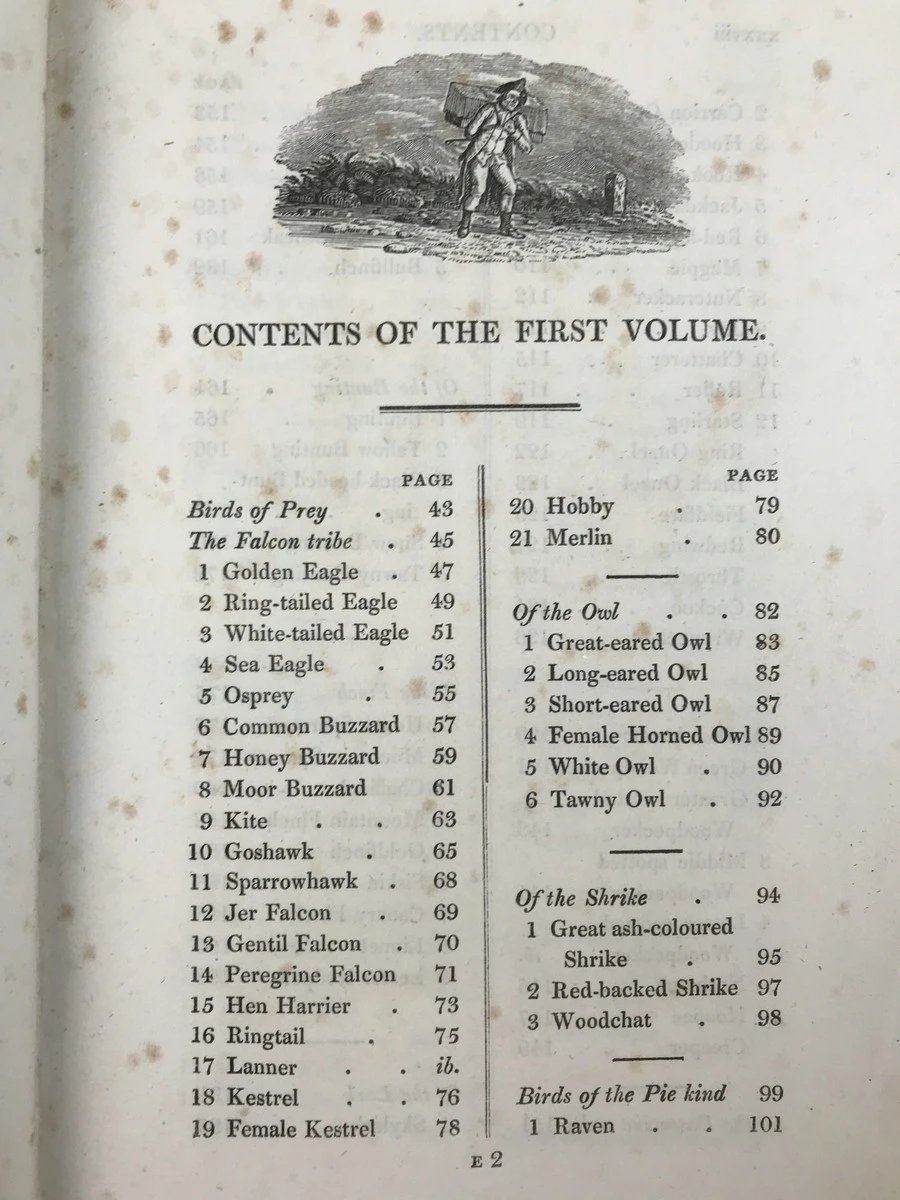 CONTENTS OF THE FIRST VOLUME.
PAGE
Birds of Prey . 43
The Falcon tribe . 45
1 Golden Eagle . 47
2 Ring-tailed Eagle 49
3 White-tailed Eagle 51
4 Sea Eagle . 53
5 Osprey . 55
6 Common Buzzard 57
7 Honey Buzzard 59
8 Moor Buzzard 61
9 Kite . . 63
10 Goshawk . 65
11 Sparrowhawk . 68
12 Jer Falcon . 69
13 Gentil Falcon . 70
14 Peregrine Falcon 71
15 Hen Harrier . 73
16 Ringtail . 75
17 Lanner . . ib.
18 Kestrel . . 76
19 Female Kestrel 78
PAGE
20 Hobby . 79
21 Merlin . 80
Of the Owl . . 82
1 Great-eared Owl 83
2 Long-eared Owl 85
3 Short-eared Owl 87
4 Female Horned Owl 89
5 White Owl . 90
6 Tawny Owl . 92
Of the Shrike . 94
1 Great ash-coloured
Shrike . 95
2 Red-backed Shrike 97
3 Woodchat . 98
Birds of the Pie kind 99
1 Raven . . 101
E 2